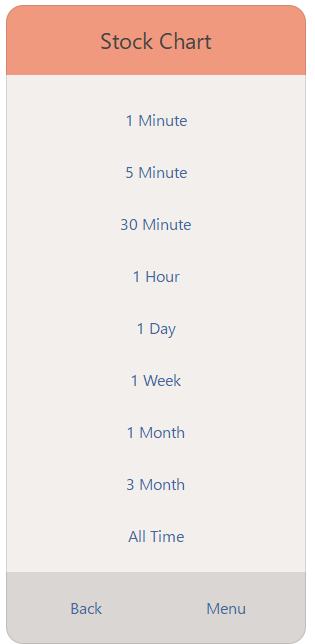 Stock Chart
1 Minute
5 Minute
30 Minute
1 Hour
1 Day
1 Week
1 Month
3 Month
All Time
Back Menu